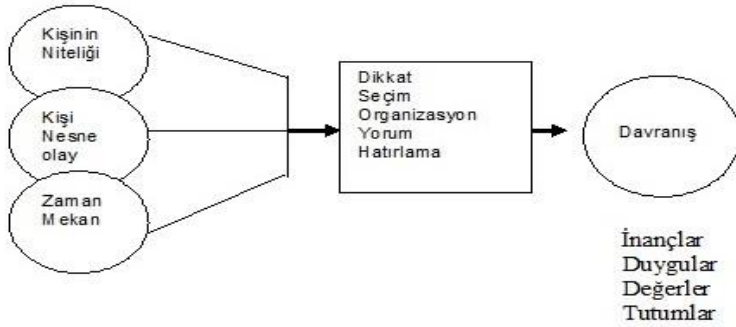 Kişinin
Niteliği
Kişi
Nesne
olay
Zaman
Mekan
Dikkat
Seçim
Organizasyon
Yorum
Hatırlama
Davranış
İnançlar
Duygular
Değerler
Tutumlar